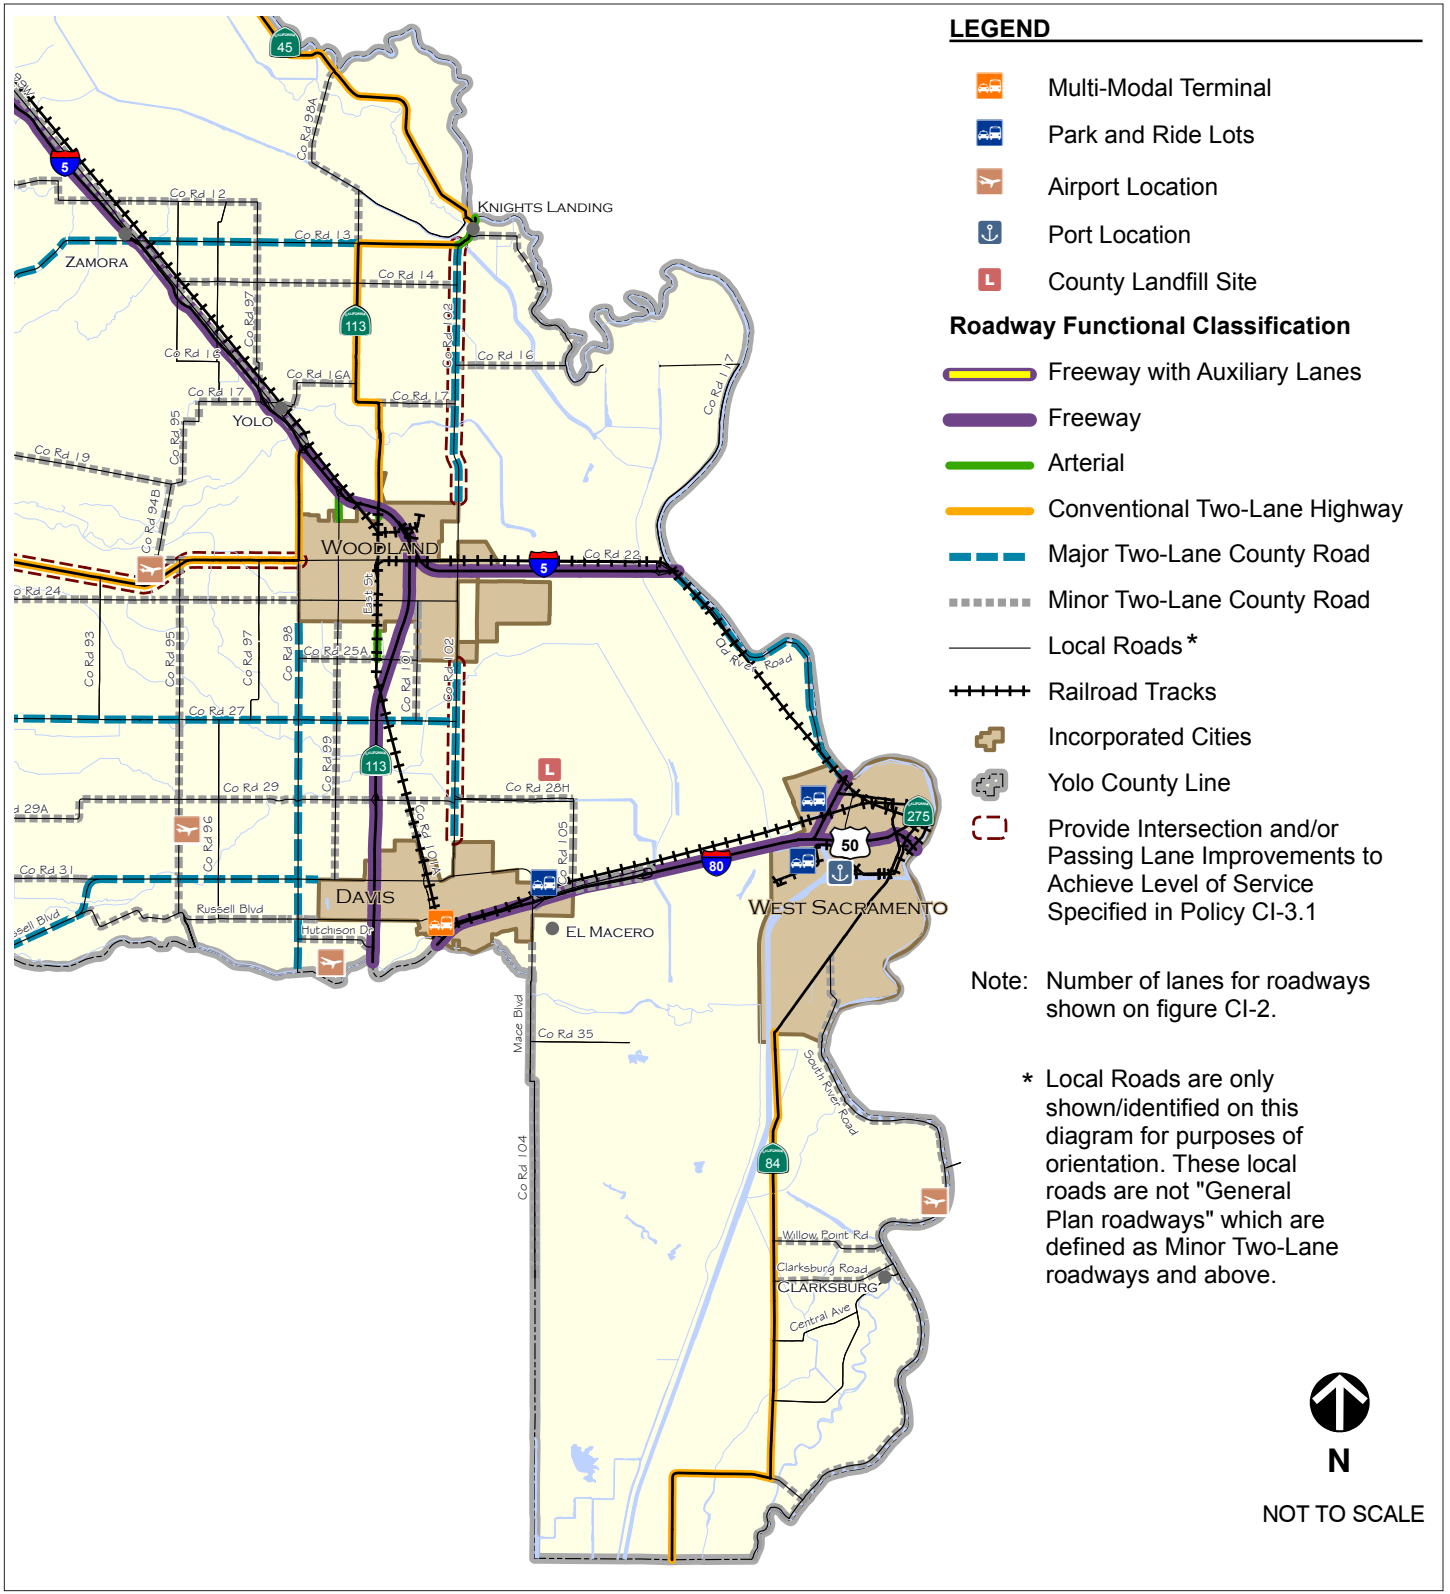 LEGEND
Multi-Modal Terminal
Park and Ride Lots
Airport Location
Port Location
L
County Landfill Site
Roadway Functional Classification
Freeway with Auxiliary Lanes
Freeway
Arterial
Conventional Two-Lane Highway
Major Two-Lane County Road
Minor Two-Lane County Road
Local Roads *
Railroad Tracks
Incorporated Cities
Yolo County Line
Provide Intersection and/or
Passing Lane Improvements to
Achieve Level of Service
Specified in Policy CI-3.1
Note: Number of lanes for roadways
shown on figure CI-2.
* Local Roads are only
shown/identified on this
diagram for purposes of
orientation. These local
roads are not "General
Plan roadways" which are
defined as Minor Two-Lane
roadways and above.
N
NOT TO SCALE
CALIFORNIA
45
99W
Co Rd 98A
5
Co Rd 12
KNIGHTS LANDING
Co Rd 13
ZAMORA
Co Rd 14
Co Rd 97
Co Rd 102
CALIFORNIA
113
Co Rd 16
Co Rd 16
Co Rd 117
Co Rd 16A
Co Rd 17
Co Rd 17
YOLO
Co Rd 95
Co Rd 19
Co Rd 94B
WOODLAND
Co Rd 22
5
o Rd 24
East St
Co Rd 93
Co Rd 95
Co Rd 97
Co Rd 98
Co Rd 25A
Co Rd 101
Co Rd 102
Old River Road
Co Rd 27
Co Rd 99
CALIFORNIA
113
L
Co Rd 29
Co Rd 28H
d 29A
Co Rd 96
Co Rd 101A
Co Rd 105
CALIFORNIA
275
50
80
Co Rd 31
DAVIS
WEST SACRAMENTO
Russell Blvd
ssell Blvd
Hutchison Dr
EL MACERO
Mace Blvd
Co Rd 35
South River Road
Co Rd 104
CALIFORNIA
84
Willow Point Rd
Clarksburg Road
CLARKSBURG
Central Ave